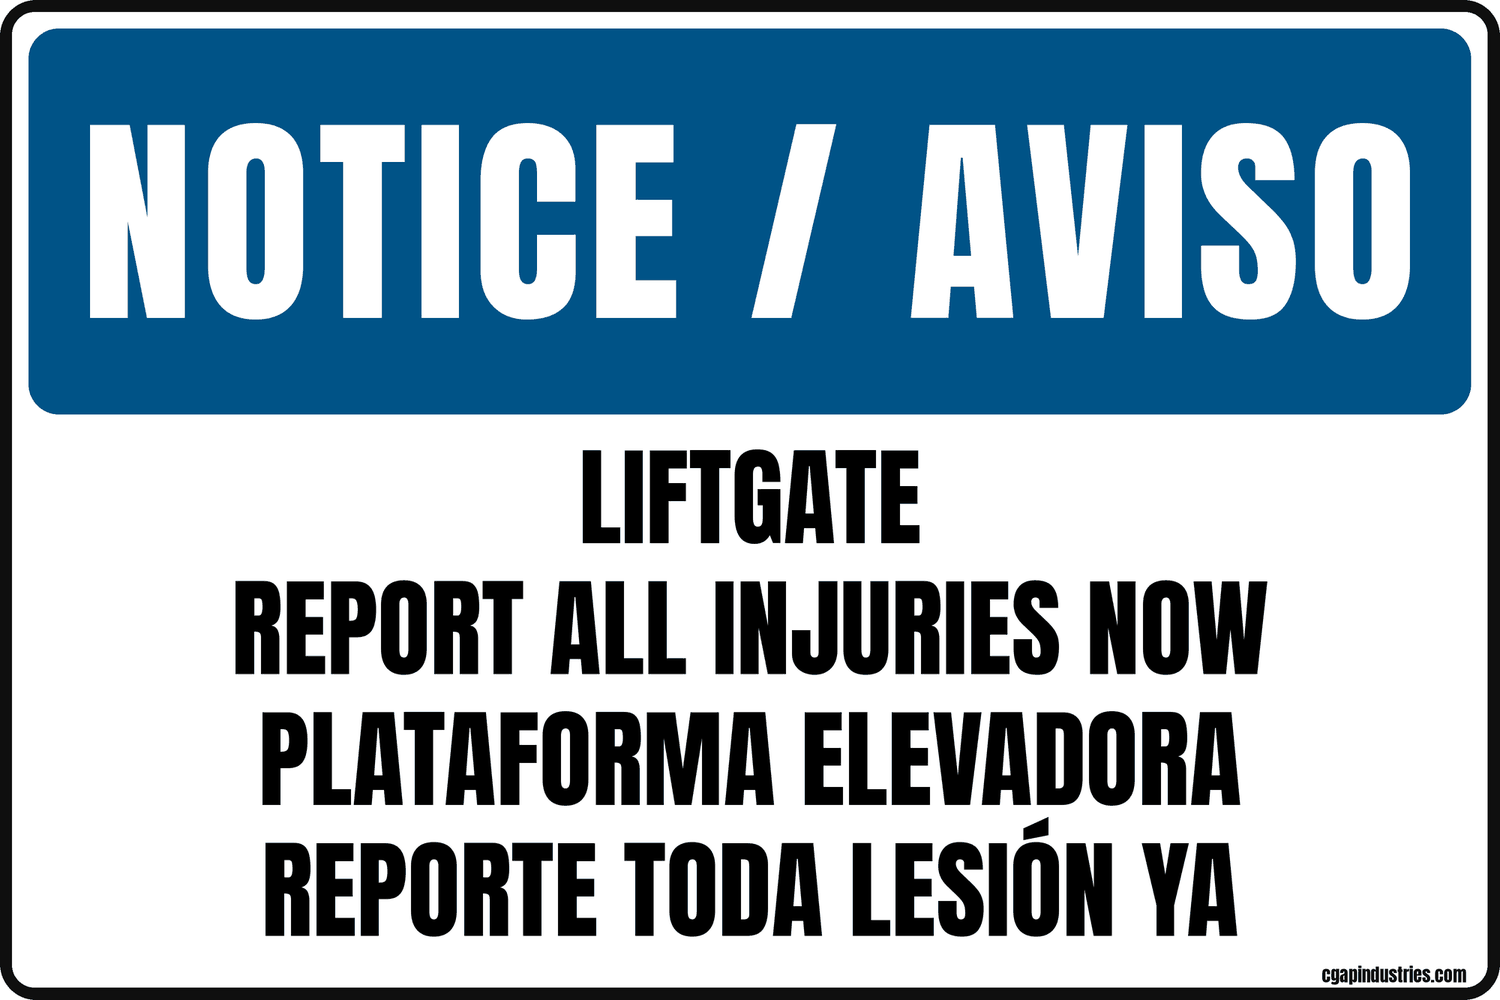 NOTICE / AVISO
LIFTGATE
REPORT ALL INJURIES NOW
PLATAFORMA ELEVADORA
REPORTE TODA LESIÓN YA
cgapindustries.com